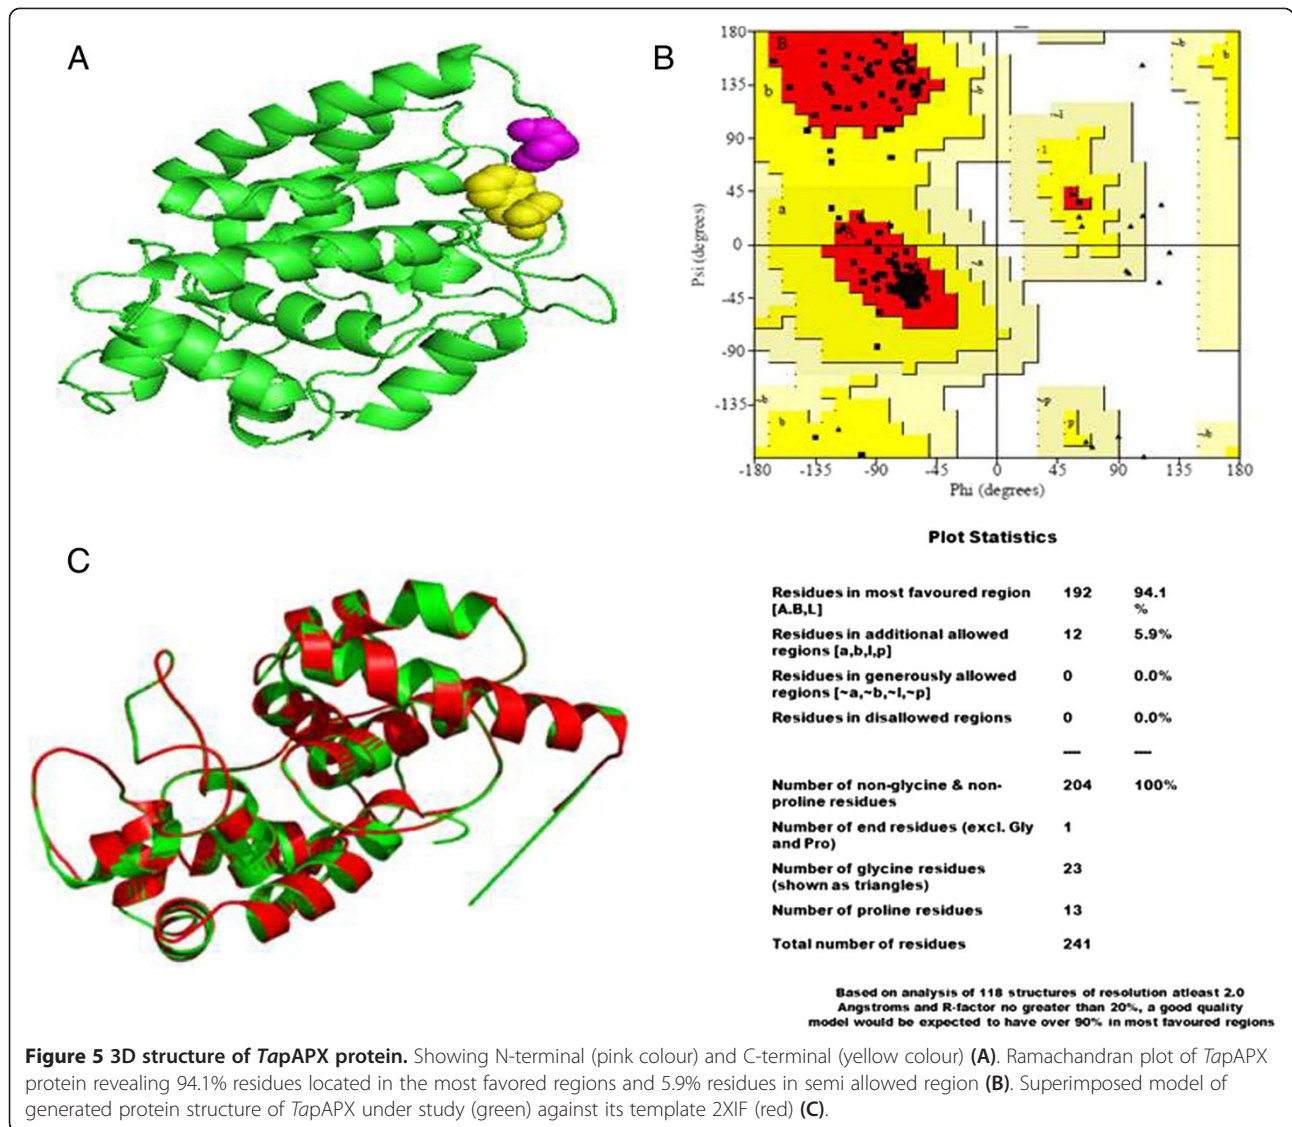 A
B
180
135
90
45
0
-45
-90
-135
Psi (degrees)
B
b
a
A
b
~b
~b
~b
~b
b
~l
l
~p
p
~b
-180 -135 -90 -45 0 45 90 135 180
Phi (degrees)
C
Plot Statistics
Residues in most favoured region 192 94.1
[A.B,L] %
Residues in additional allowed 12 5.9%
regions [a,b,l,p]
Residues in generously allowed 0 0.0%
regions [~a,~b,~l,~p]
Residues in disallowed regions 0 0.0%
---- ----
Number of non-glycine & non- 204 100%
proline residues
Number of end residues (excl. Gly 1
and Pro)
Number of glycine residues 23
(shown as triangles)
Number of proline residues 13
Total number of residues 241
Based on analysis of 118 structures of resolution atleast 2.0
Angstroms and R-factor no greater than 20%, a good quality
model would be expected to have over 90% in most favoured regions
Figure 5 3D structure of TapAPX protein. Showing N-terminal (pink colour) and C-terminal (yellow colour) (A). Ramachandran plot of TapAPX
protein revealing 94.1% residues located in the most favored regions and 5.9% residues in semi allowed region (B). Superimposed model of
generated protein structure of TapAPX under study (green) against its template 2XIF (red) (C).